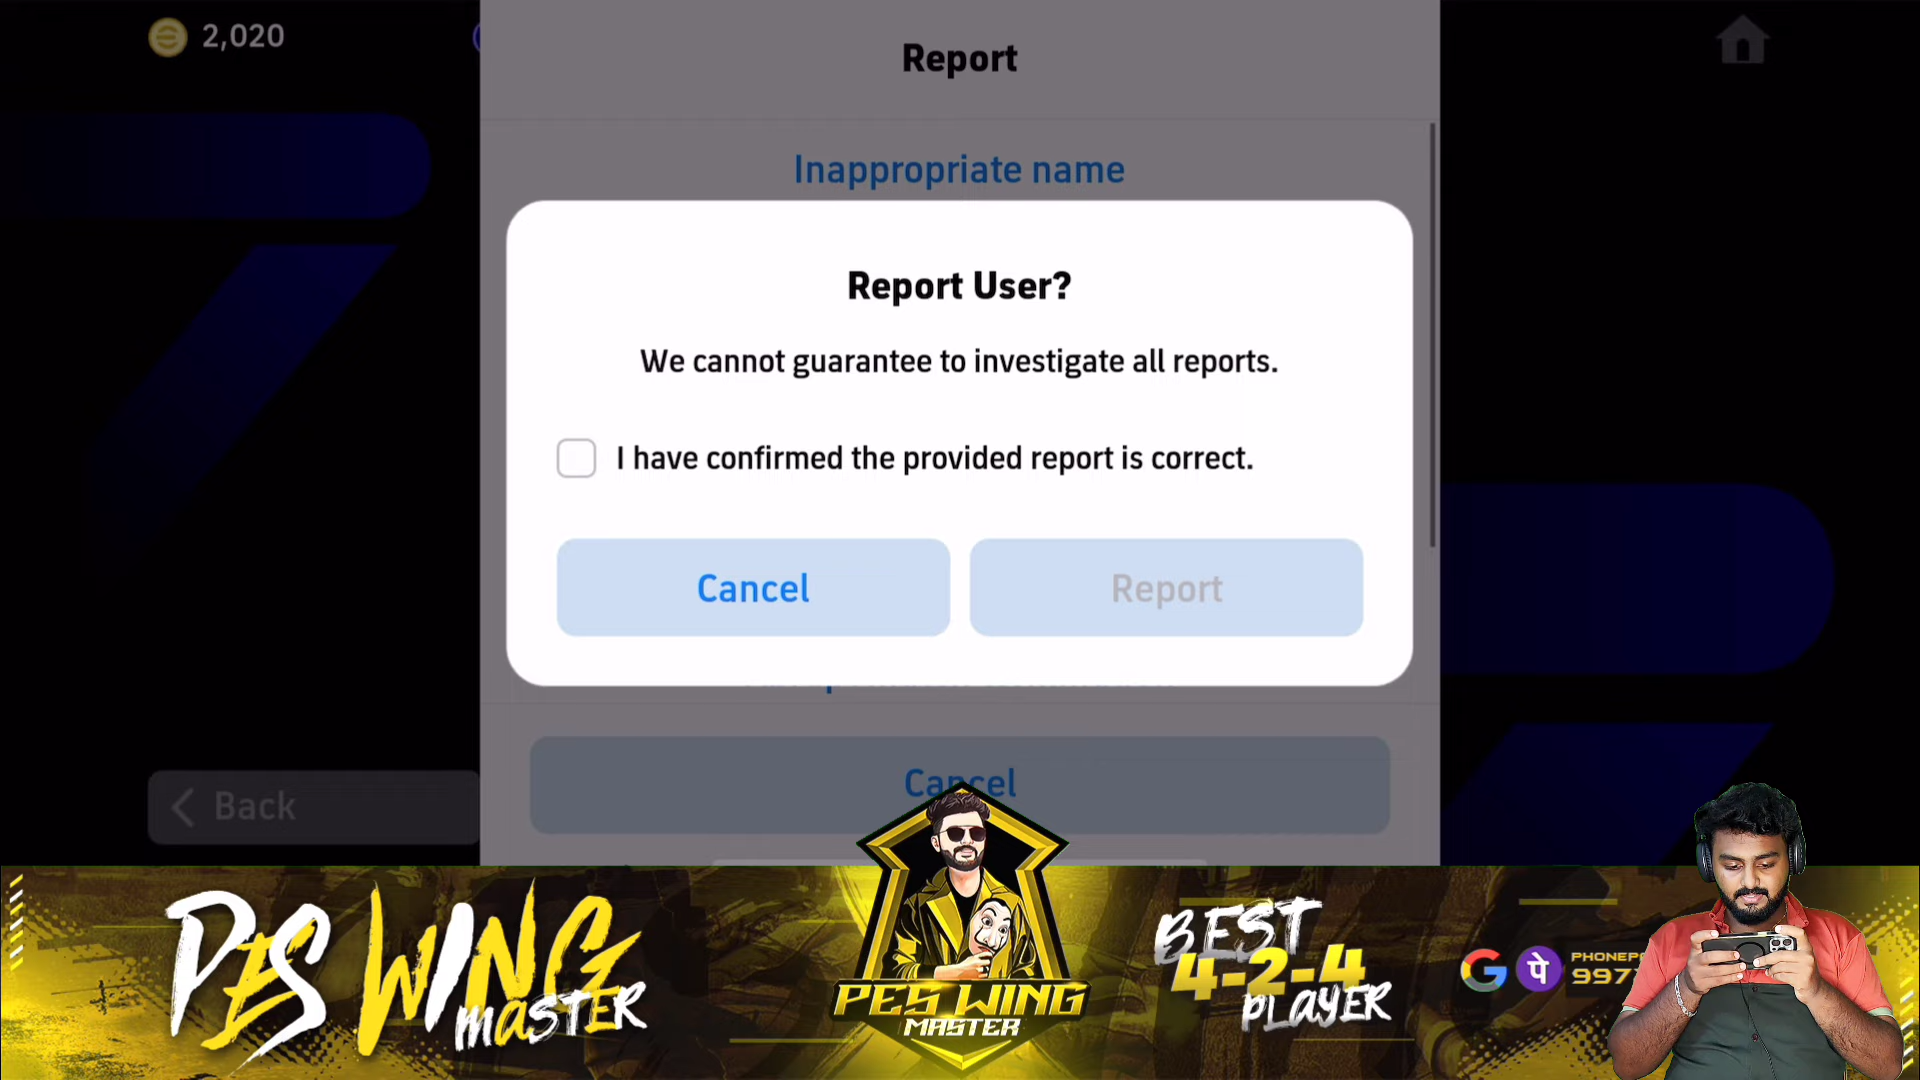 2,020
Report
Inappropriate name
Report User?
We cannot guarantee to investigate all reports.
I have confirmed the provided report is correct.
Cancel
Report
Cancel
Back
PES WING
MASTER
PES WING
MASTER
BEST
4-2-4
PLAYER
पे
PHONEP
997